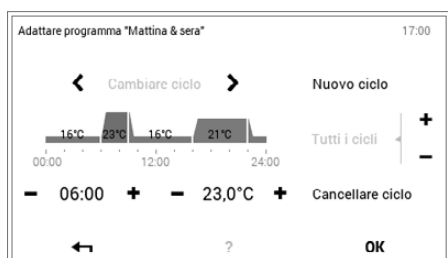 Adattare programma "Mattina & sera" 17:00
Cambiare ciclo Nuovo ciclo
16°C 23°C 16°C 21°C
Tutti i cicli + −
00:00 12:00 24:00
− 06:00 + − 23,0°C + Cancellare ciclo
? OK